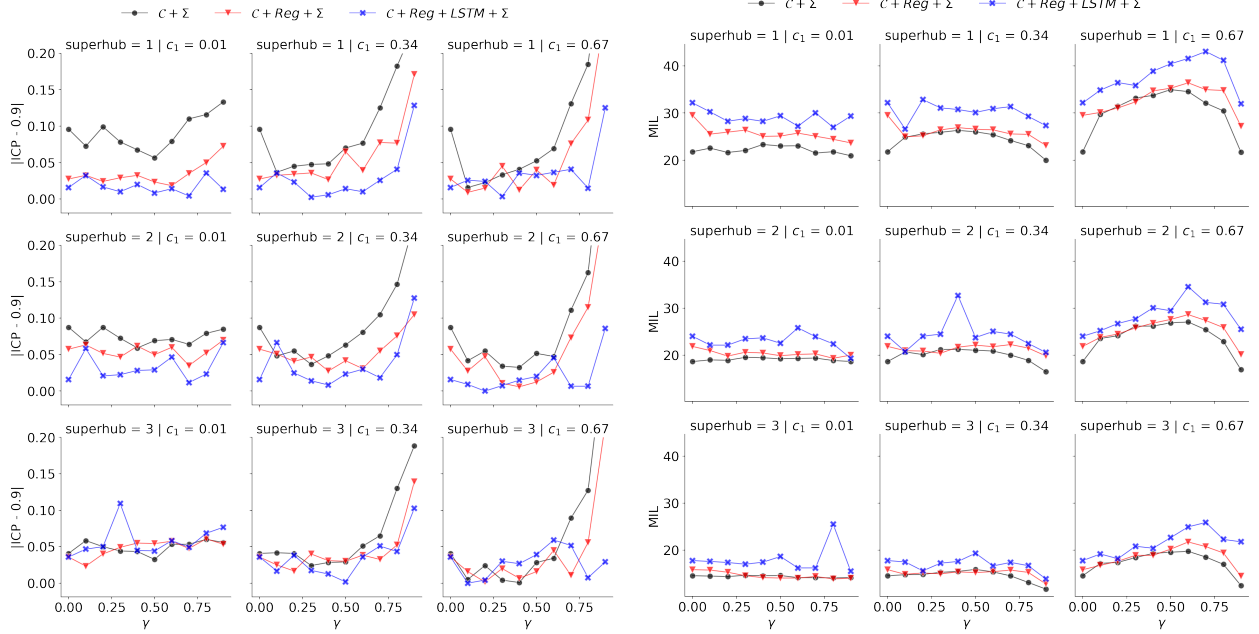 C + Σ   C + Reg + Σ   C + Reg + LSTM + Σ
superhub = 1 | c₁ = 0.01   superhub = 1 | c₁ = 0.34   superhub = 1 | c₁ = 0.67
0.20
0.15
0.10
0.05
0.00
|ICP - 0.9|
superhub = 2 | c₁ = 0.01   superhub = 2 | c₁ = 0.34   superhub = 2 | c₁ = 0.67
0.20
0.15
0.10
0.05
0.00
|ICP - 0.9|
superhub = 3 | c₁ = 0.01   superhub = 3 | c₁ = 0.34   superhub = 3 | c₁ = 0.67
0.20
0.15
0.10
0.05
0.00
|ICP - 0.9|
0.00 0.25 0.50 0.75   0.00 0.25 0.50 0.75   0.00 0.25 0.50 0.75
γ   γ   γ
C + Σ   C + Reg + Σ   C + Reg + LSTM + Σ
superhub = 1 | c₁ = 0.01   superhub = 1 | c₁ = 0.34   superhub = 1 | c₁ = 0.67
40
30
20
MIL
superhub = 2 | c₁ = 0.01   superhub = 2 | c₁ = 0.34   superhub = 2 | c₁ = 0.67
40
30
20
MIL
superhub = 3 | c₁ = 0.01   superhub = 3 | c₁ = 0.34   superhub = 3 | c₁ = 0.67
40
30
20
MIL
0.00 0.25 0.50 0.75   0.00 0.25 0.50 0.75   0.00 0.25 0.50 0.75
γ   γ   γ